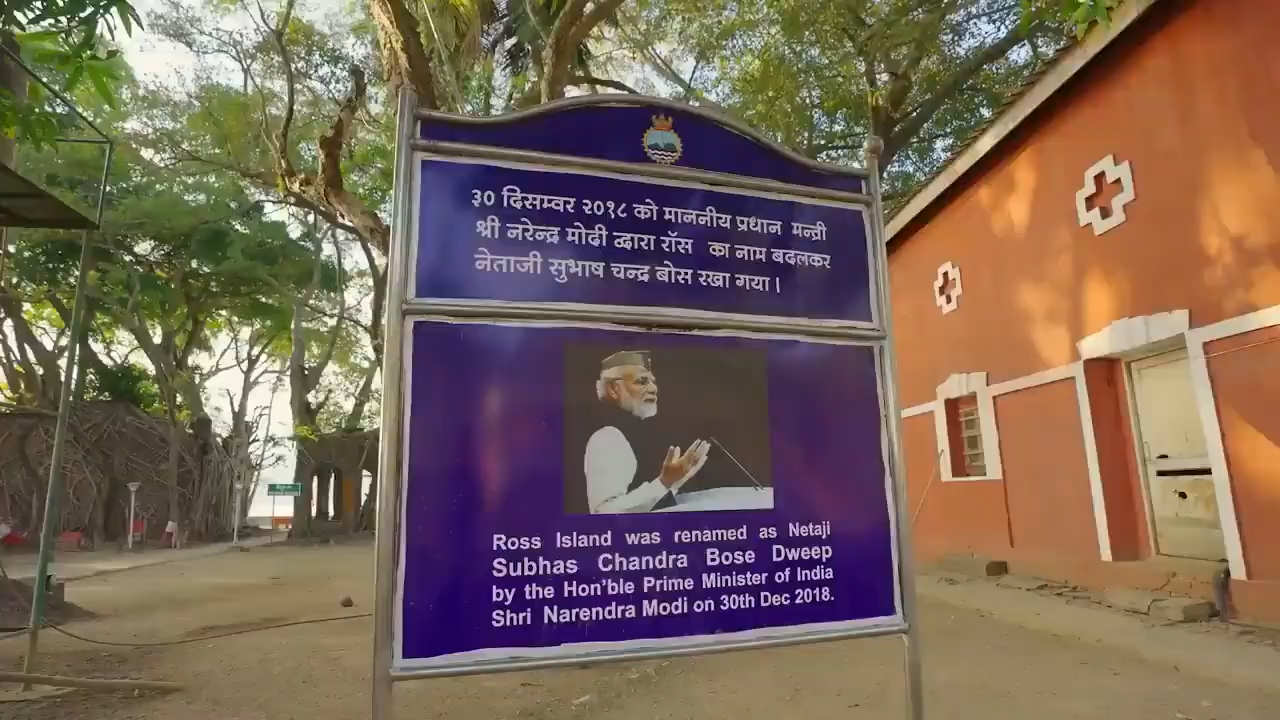 ३० दिसम्वर २०१८ को माननीय प्रधान मन्त्री
श्री नरेन्द्र मोदी द्वारा रॉस का नाम बदलकर
नेताजी सुभाष चन्द्र बोस रखा गया।
Ross Island was renamed as Netaji
Subhas Chandra Bose Dweep
by the Hon'ble Prime Minister of India
Shri Narendra Modi on 30th Dec 2018.